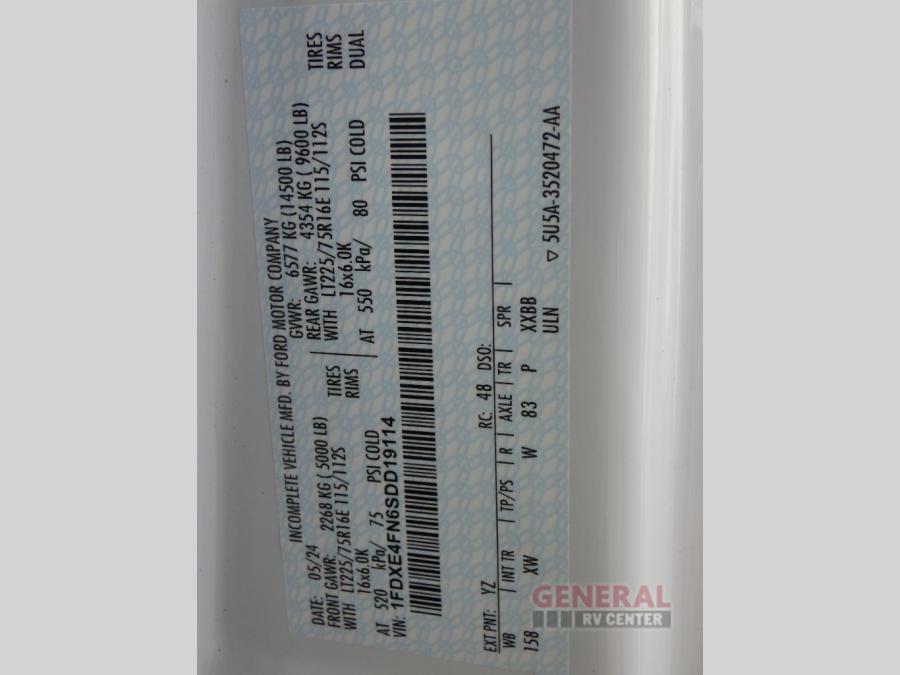 INCOMPLETE VEHICLE MFD. BY FORD MOTOR COMPANY
DATE: 05/24 GVWR: 6577 KG (14500 LB)
FRONT GAWR: 2268 KG ( 5000 LB) REAR GAWR: 4354 KG ( 9600 LB)
WITH LT225/75R16E 115/112S TIRES WITH LT225/75R16E 115/112S TIRES
16x6.0K RIMS 16x6.0K RIMS
AT 520 kPa/ 75 PSI COLD AT 550 kPa/ 80 PSI COLD DUAL
VIN: 1FDXE4FN6SDD19114
EXT PNT: YZ RC: 48 DSO:
WB INT TR TP/PS R AXLE TR SPR
158 XW W 83 P XXBB
ULN
▽ 5U5A-3520472-AA
GENERAL
RV CENTER